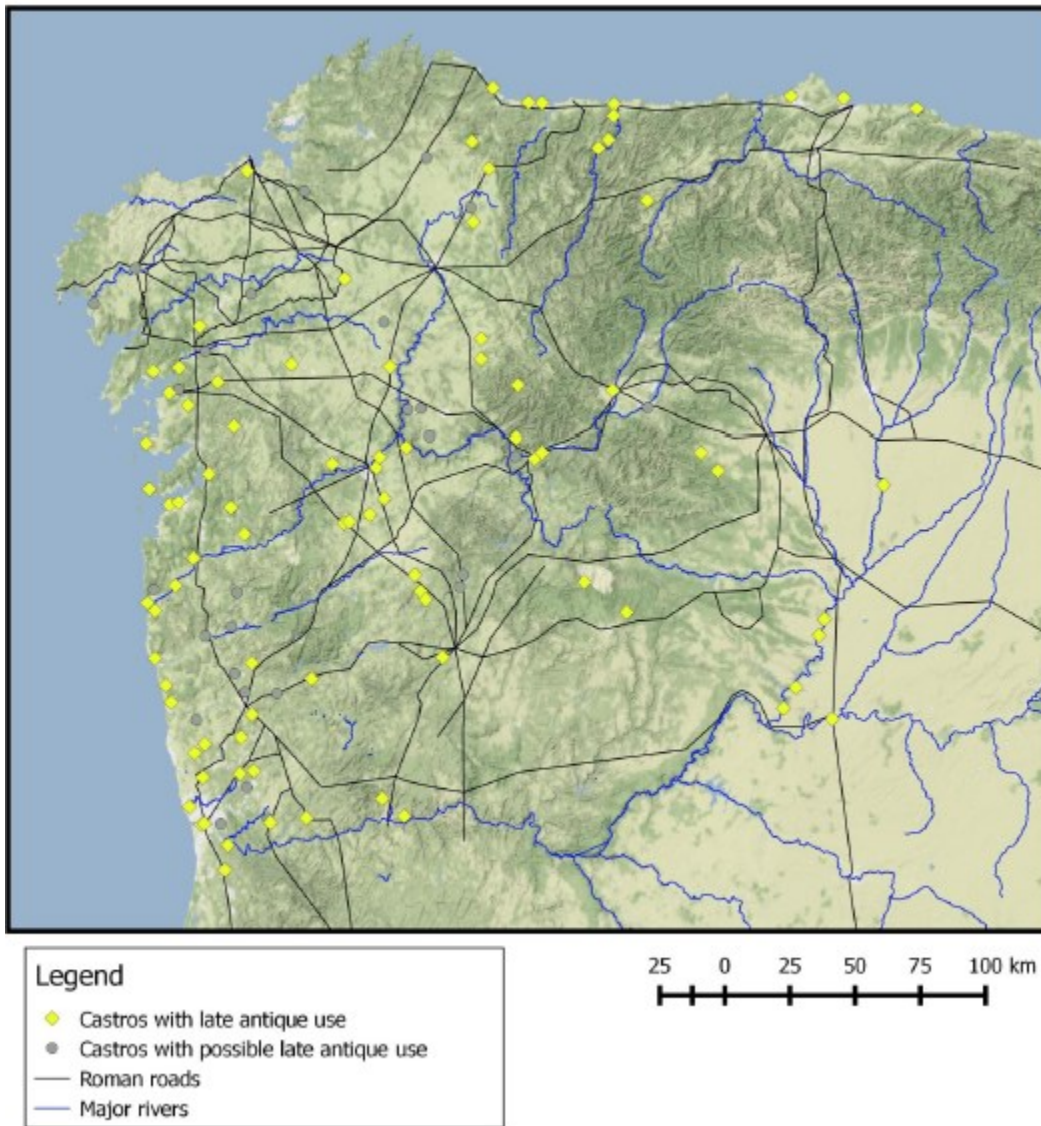 Legend
Castros with late antique use
Castros with possible late antique use
Roman roads
Major rivers
25 0 25 50 75 100 km